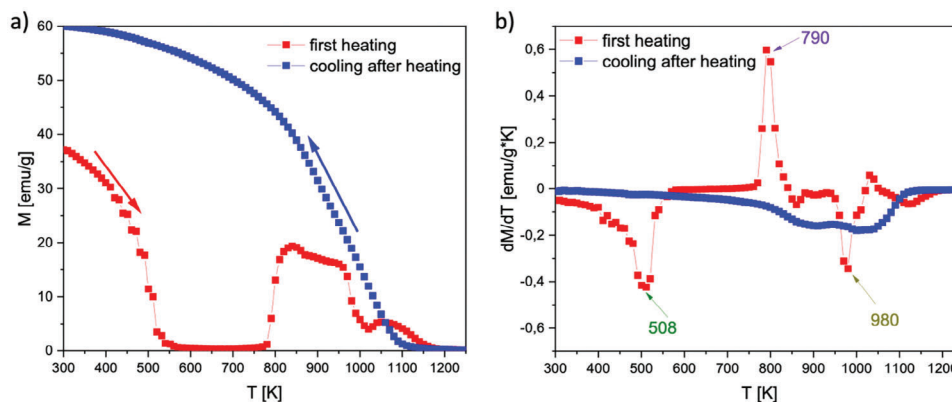 a)
60
50
40
30
20
10
0
M [emu/g]
first heating
cooling after heating
300 400 500 600 700 800 900 1000 1100 1200
T [K]
b)
0,6
0,4
0,2
0
-0,2
-0,4
-0,6
dM/dT [emu/g*K]
first heating
cooling after heating
790
508
980
300 400 500 600 700 800 900 1000 1100 1200
T [K]